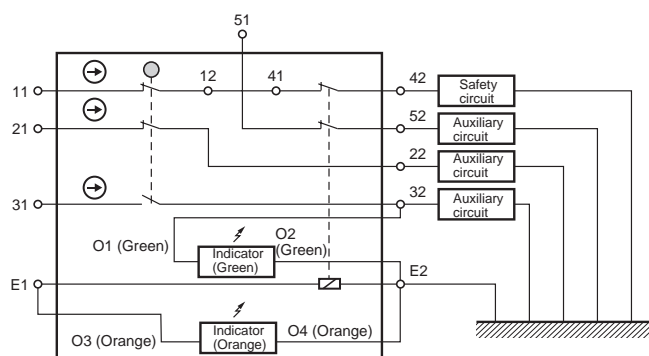 51
11
12
41
42
Safety
circuit
21
52
Auxiliary
circuit
22
Auxiliary
circuit
31
32
Auxiliary
circuit
O1 (Green)
O2
(Green)
Indicator
(Green)
E1
E2
O3 (Orange)
Indicator
(Orange)
O4 (Orange)